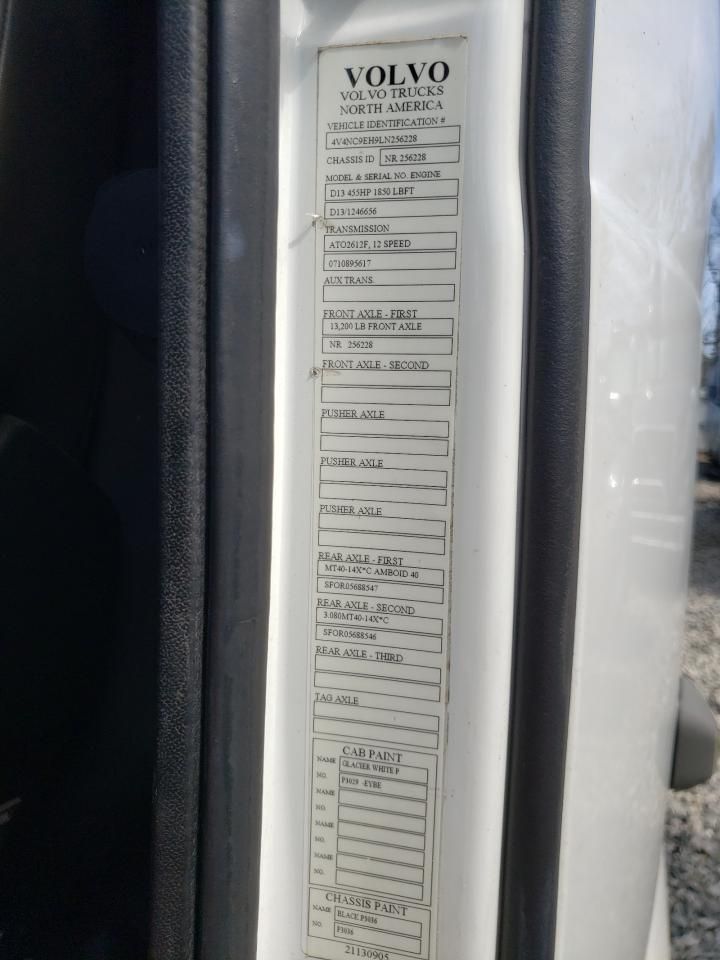 VOLVO
VOLVO TRUCKS
NORTH AMERICA
VEHICLE IDENTIFICATION #
4V4NC9EH9LN256228
CHASSIS ID NR 256228
MODEL & SERIAL NO. ENGINE
D13 455HP 1850 LBFT
D13/1246656
TRANSMISSION
ATO2612F, 12 SPEED
0710895617
AUX TRANS.
FRONT AXLE - FIRST
13,200 LB FRONT AXLE
NR 256228
FRONT AXLE - SECOND
PUSHER AXLE
PUSHER AXLE
PUSHER AXLE
REAR AXLE - FIRST
MT40-14X*C AMBOID 40
SFOR05688547
REAR AXLE - SECOND
3.080MT40-14X*C
SFOR05688546
REAR AXLE - THIRD
TAG AXLE
CAB PAINT
NAME GLACIER WHITE P
NO. P3029 -EYBE
NAME
NO.
NAME
NO.
NAME
NO.
CHASSIS PAINT
NAME BLACK P3036
NO. P3036
21130905